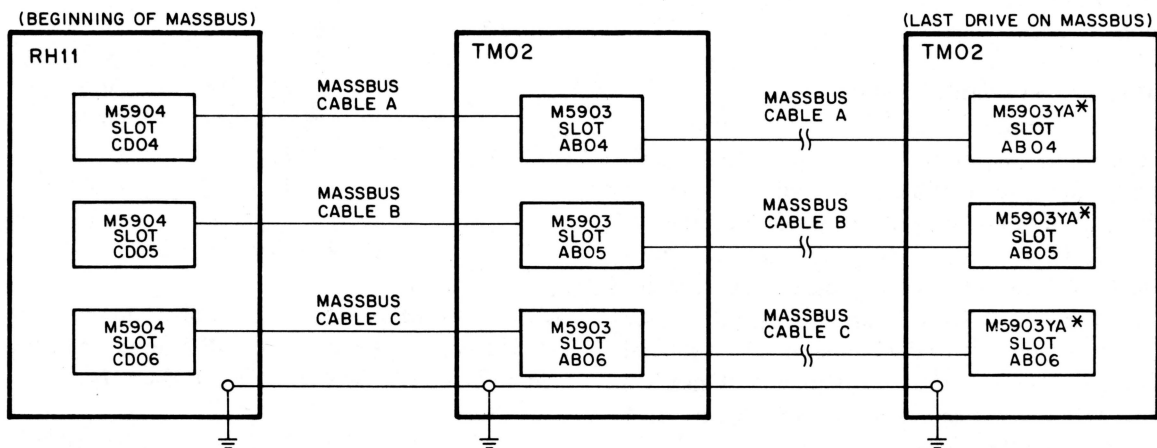 (BEGINNING OF MASSBUS)
RH11
M5904
SLOT
CD04
M5904
SLOT
CD05
M5904
SLOT
CD06
MASSBUS
CABLE A
MASSBUS
CABLE B
MASSBUS
CABLE C
TM02
M5903
SLOT
AB04
M5903
SLOT
AB05
M5903
SLOT
AB06
MASSBUS
CABLE A
MASSBUS
CABLE B
MASSBUS
CABLE C
(LAST DRIVE ON MASSBUS)
TM02
M5903YA*
SLOT
AB04
M5903YA*
SLOT
AB05
M5903YA*
SLOT
AB06